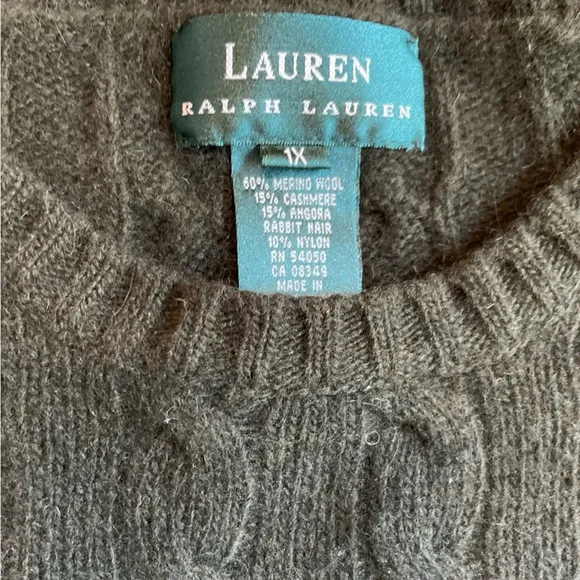 LAUREN
RALPH LAUREN
1X
60% MERINO WOOL
15% CASHMERE
15% ANGORA
RABBIT HAIR
10% NYLON
RN 54050
CA 08349
MADE IN